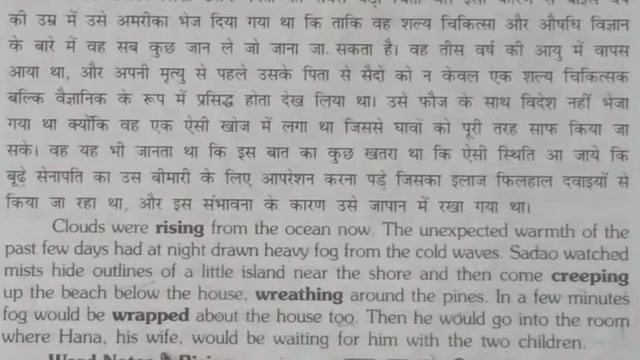 की उम्र में उसे अमरीका भेज दिया गया था कि ताकि वह शल्य चिकित्सा और औषधि विज्ञान
के बारे में वह सब कुछ जान ले जो जाना जा सकता है। वह तीस वर्ष की आयु में वापस
आया था, और अपनी मृत्यु से पहले उसके पिता से सैदो को न केवल एक शल्य चिकित्सक
बल्कि वैज्ञानिक के रूप में प्रसिद्ध होता देख लिया था। उसे फौज के साथ विदेश नहीं भेजा
गया था क्योंकि वह एक ऐसी खोज में लगा था जिससे घावों को पूरी तरह साफ किया जा
सके। वह यह भी जानता था कि इस बात का कुछ खतरा था कि ऐसी स्थिति आ जाये कि
बूढ़े सेनापति का उस बीमारी के लिए आपरेशन करना पड़े जिसका इलाज फिलहाल दवाइयों से
किया जा रहा था, और इस संभावना के कारण उसे जापान में रखा गया था।
Clouds were rising from the ocean now. The unexpected warmth of the
past few days had at night drawn heavy fog from the cold waves. Sadao watched
mists hide outlines of a little island near the shore and then come creeping
up the beach below the house, wreathing around the pines. In a few minutes
fog would be wrapped about the house too. Then he would go into the room
where Hana, his wife, would be waiting for him with the two children.